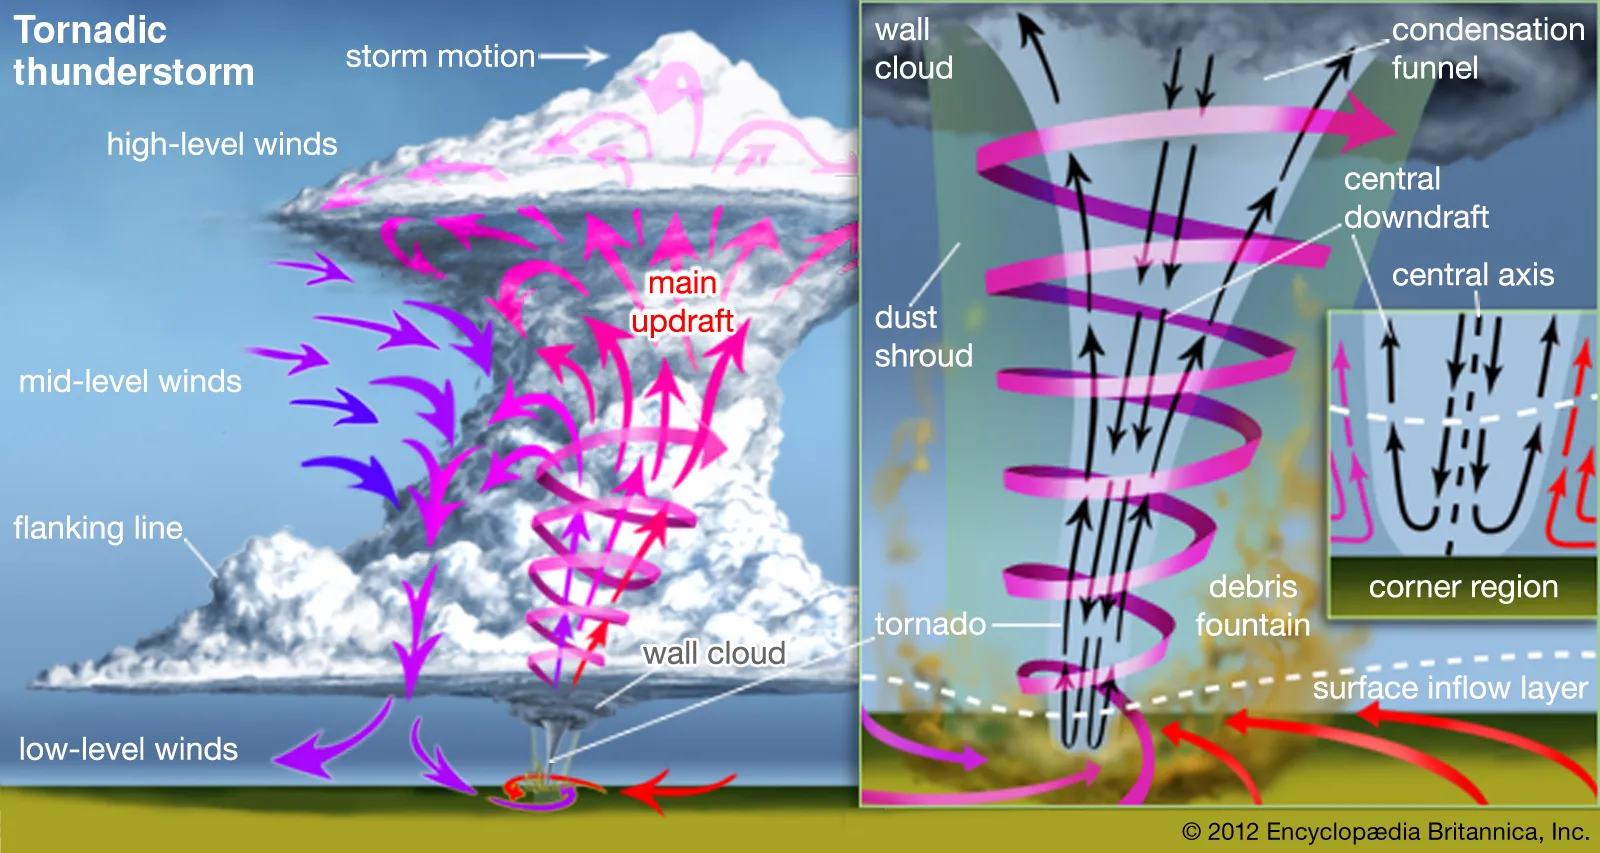 Tornadic
thunderstorm
storm motion
high-level winds
main
updraft
mid-level winds
flanking line
wall cloud
low-level winds
wall
cloud
condensation
funnel
central
downdraft
central axis
dust
shroud
debris
fountain
corner region
tornado
surface inflow layer
© 2012 Encyclopædia Britannica, Inc.